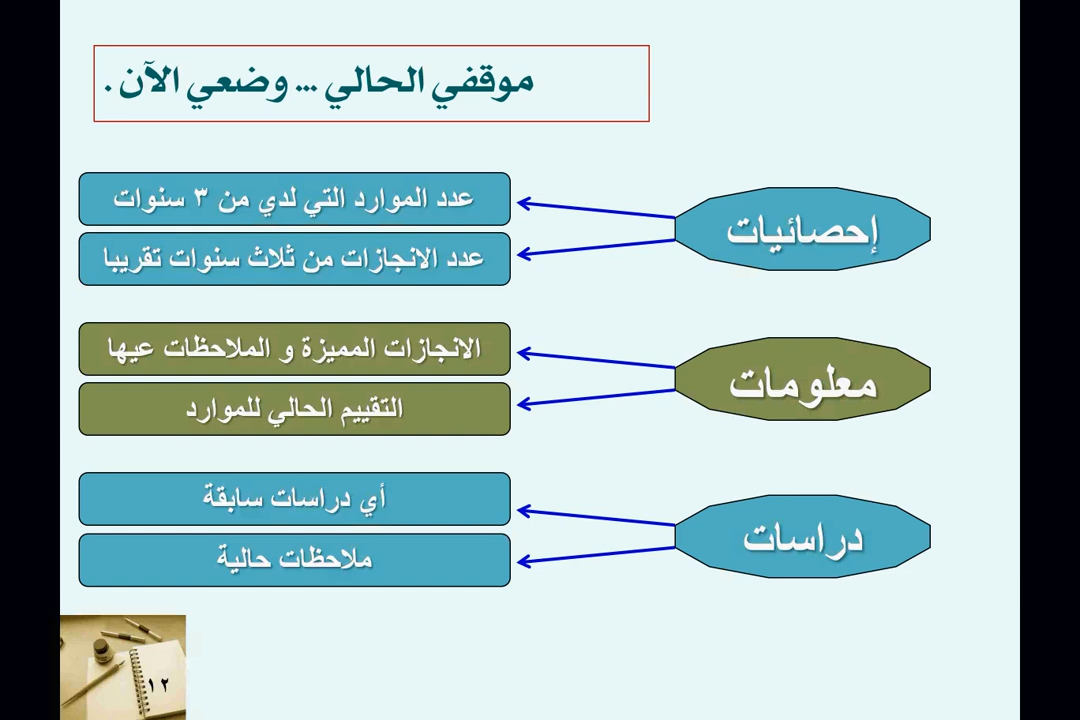 موقفي الحالي ... وضعي الآن .
إحصائيات
عدد الموارد التي لدي من ٣ سنوات
عدد الانجازات من ثلاث سنوات تقريبا
معلومات
الانجازات المميزة و الملاحظات عيها
التقييم الحالي للموارد
دراسات
أي دراسات سابقة
ملاحظات حالية
١٢